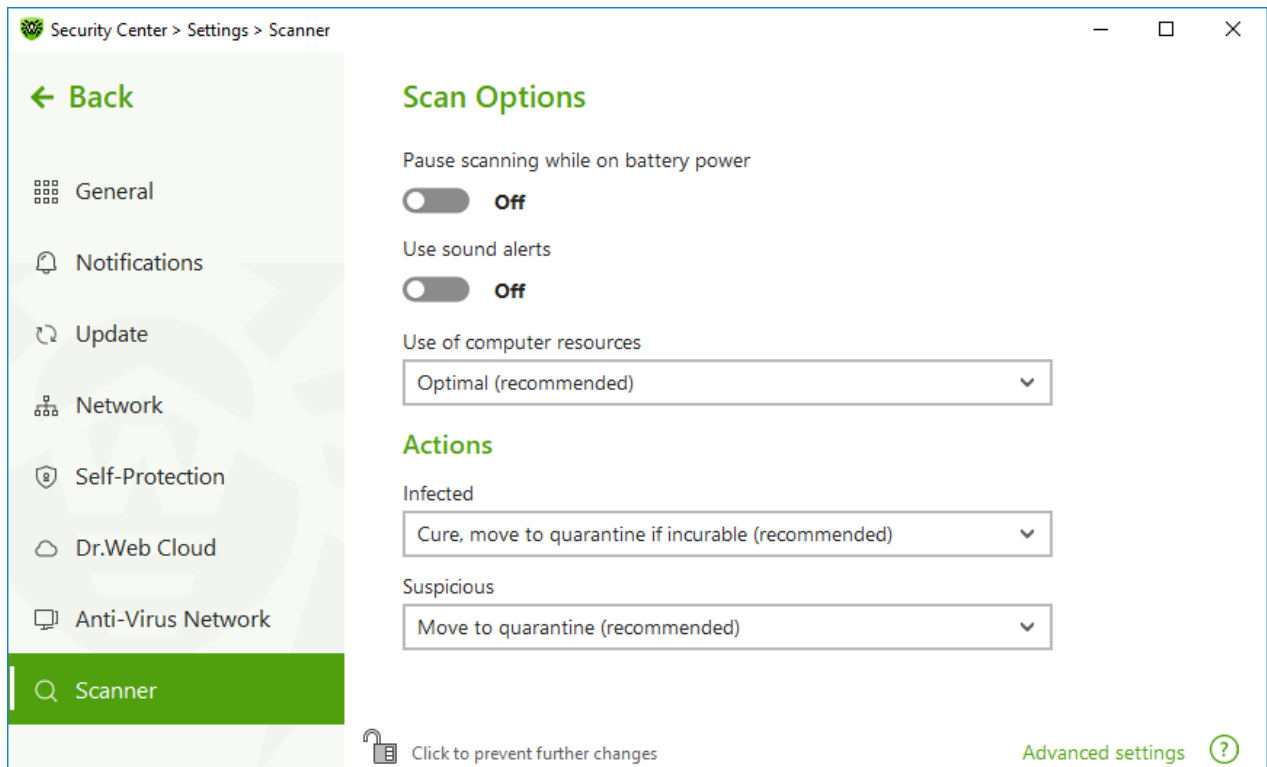 Security Center > Settings > Scanner
Back
General
Notifications
Update
Network
Self-Protection
Dr.Web Cloud
Anti-Virus Network
Scanner
Scan Options
Pause scanning while on battery power
Off
Use sound alerts
Off
Use of computer resources
Optimal (recommended)
Actions
Infected
Cure, move to quarantine if incurable (recommended)
Suspicious
Move to quarantine (recommended)
Click to prevent further changes
Advanced settings ?